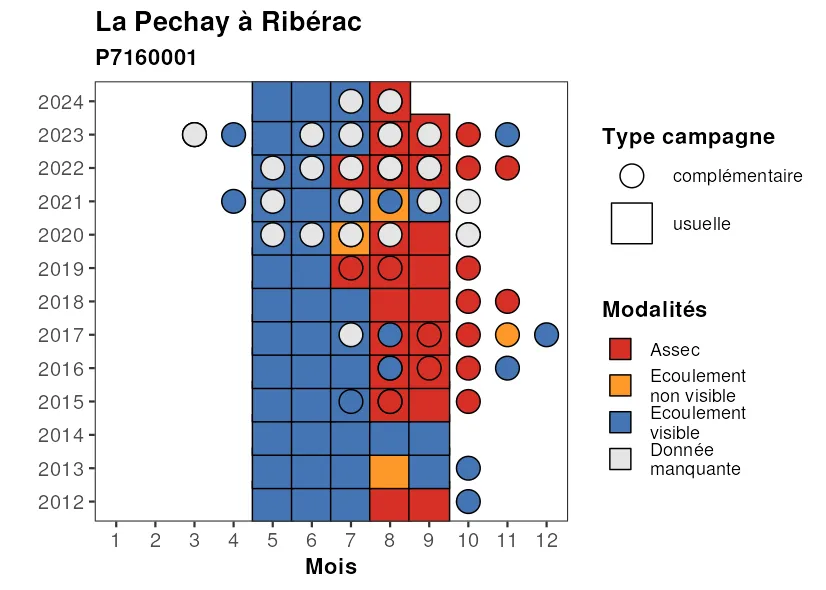 La Pechay à Ribérac
P7160001
2024
2023
2022
2021
2020
2019
2018
2017
2016
2015
2014
2013
2012
1 2 3 4 5 6 7 8 9 10 11 12
Mois
Type campagne
complémentaire
usuelle
Modalités
Assec
Ecoulement
non visible
Ecoulement
visible
Donnée
manquante